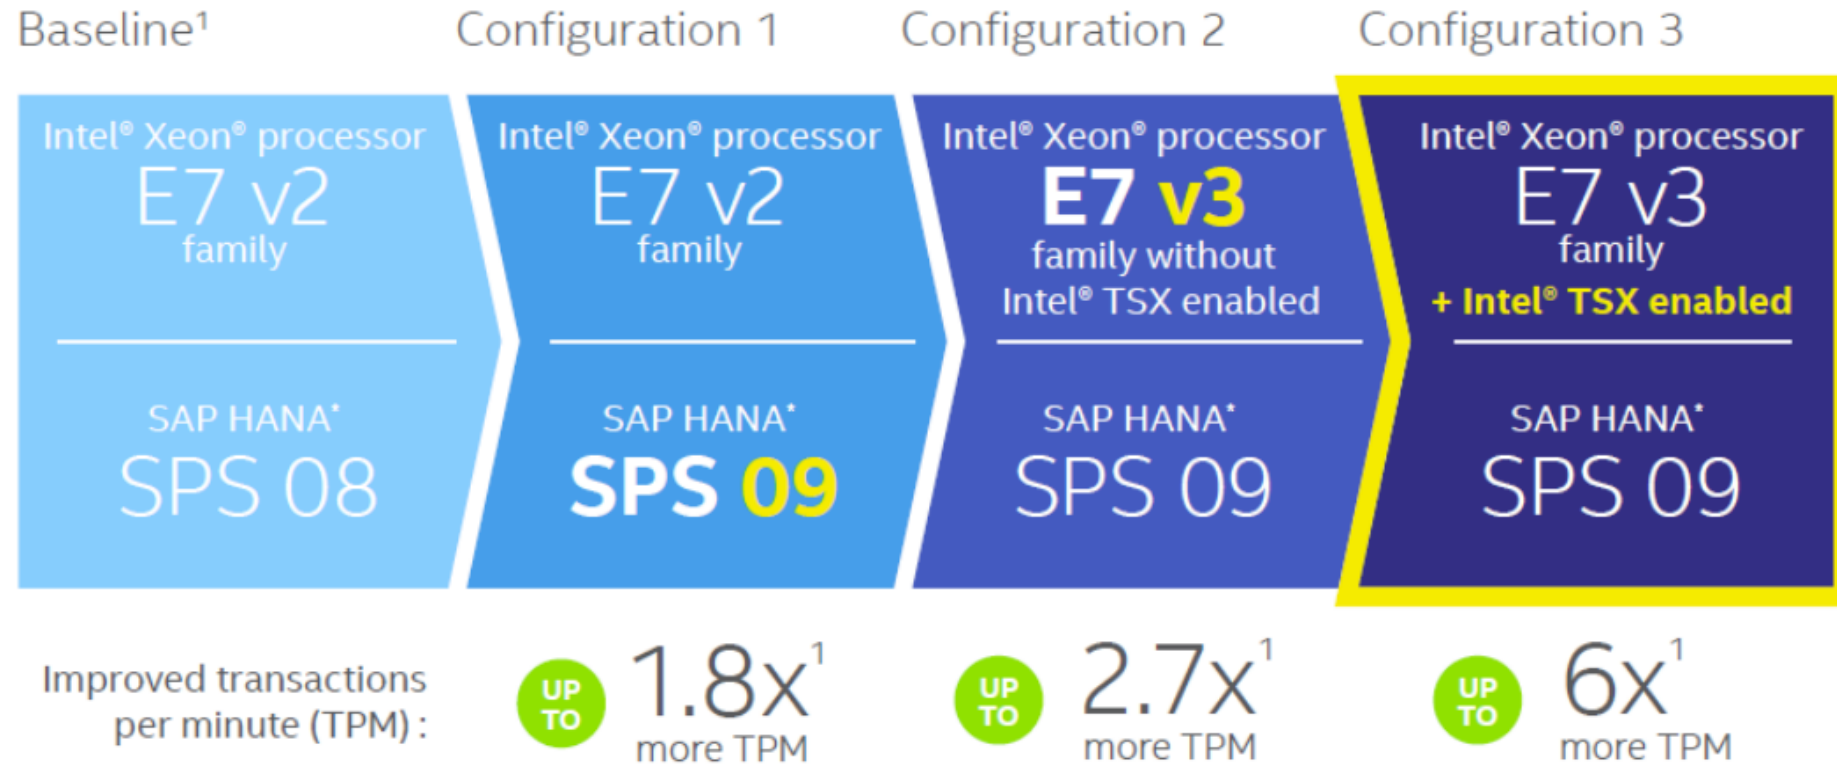 Baseline¹
Configuration 1
Configuration 2
Configuration 3
Intel® Xeon® processor
E7 v2
family
SAP HANA*
SPS 08
Intel® Xeon® processor
E7 v2
family
SAP HANA*
SPS 09
Intel® Xeon® processor
E7 v3
family without
Intel® TSX enabled
SAP HANA*
SPS 09
Intel® Xeon® processor
E7 v3
family
+ Intel® TSX enabled
SAP HANA*
SPS 09
Improved transactions
per minute (TPM) :
UP
TO
1.8x¹
more TPM
UP
TO
2.7x¹
more TPM
UP
TO
6x¹
more TPM